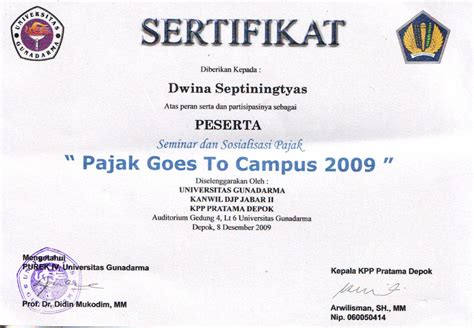 UNIVERSITAS
GUNADARMA
SERTIFIKAT
Diberikan Kepada :
Dwina Septiningtyas
Atas peran serta dan partisipasinya sebagai
PESERTA
Seminar dan Sosialisasi Pajak
“ Pajak Goes To Campus 2009 ”
Diselenggarakan Oleh :
UNIVERSITAS GUNADARMA
KANWIL DJP JABAR II
KPP PRATAMA DEPOK
Auditorium Gedung 4, Lt 6 Universitas Gunadarma
Depok, 8 Desember 2009
Mengetahui
PUREK IV Universitas Gunadarma
Prof. Dr. Didin Mukodim, MM
Kepala KPP Pratama Depok
Arwilisman, SH., MM
Nip. 060050414